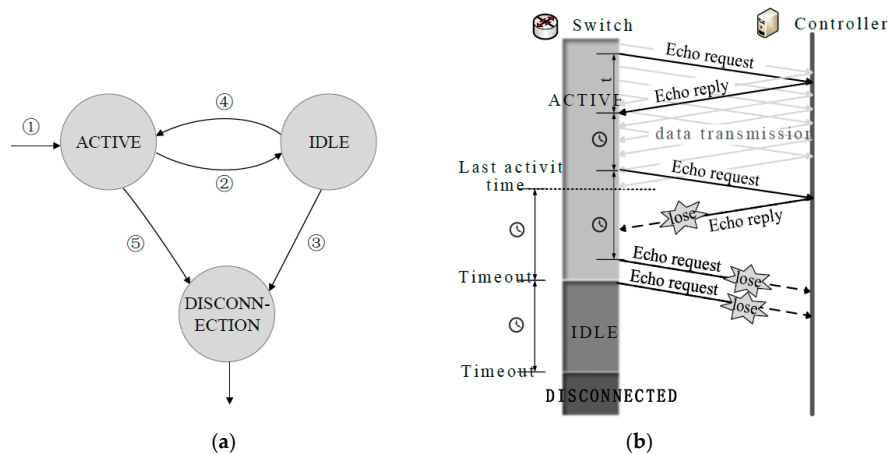 ①
ACTIVE
④
IDLE
②
⑤
③
DISCONN-
ECTION
(a)
Switch
Controller
Echo request
t
ACTIVE
Echo reply
data transmission
Last activit
time
Echo request
lose
Echo reply
Echo request
lose
Timeout
Echo request
lose
IDLE
Timeout
DISCONNECTED
(b)